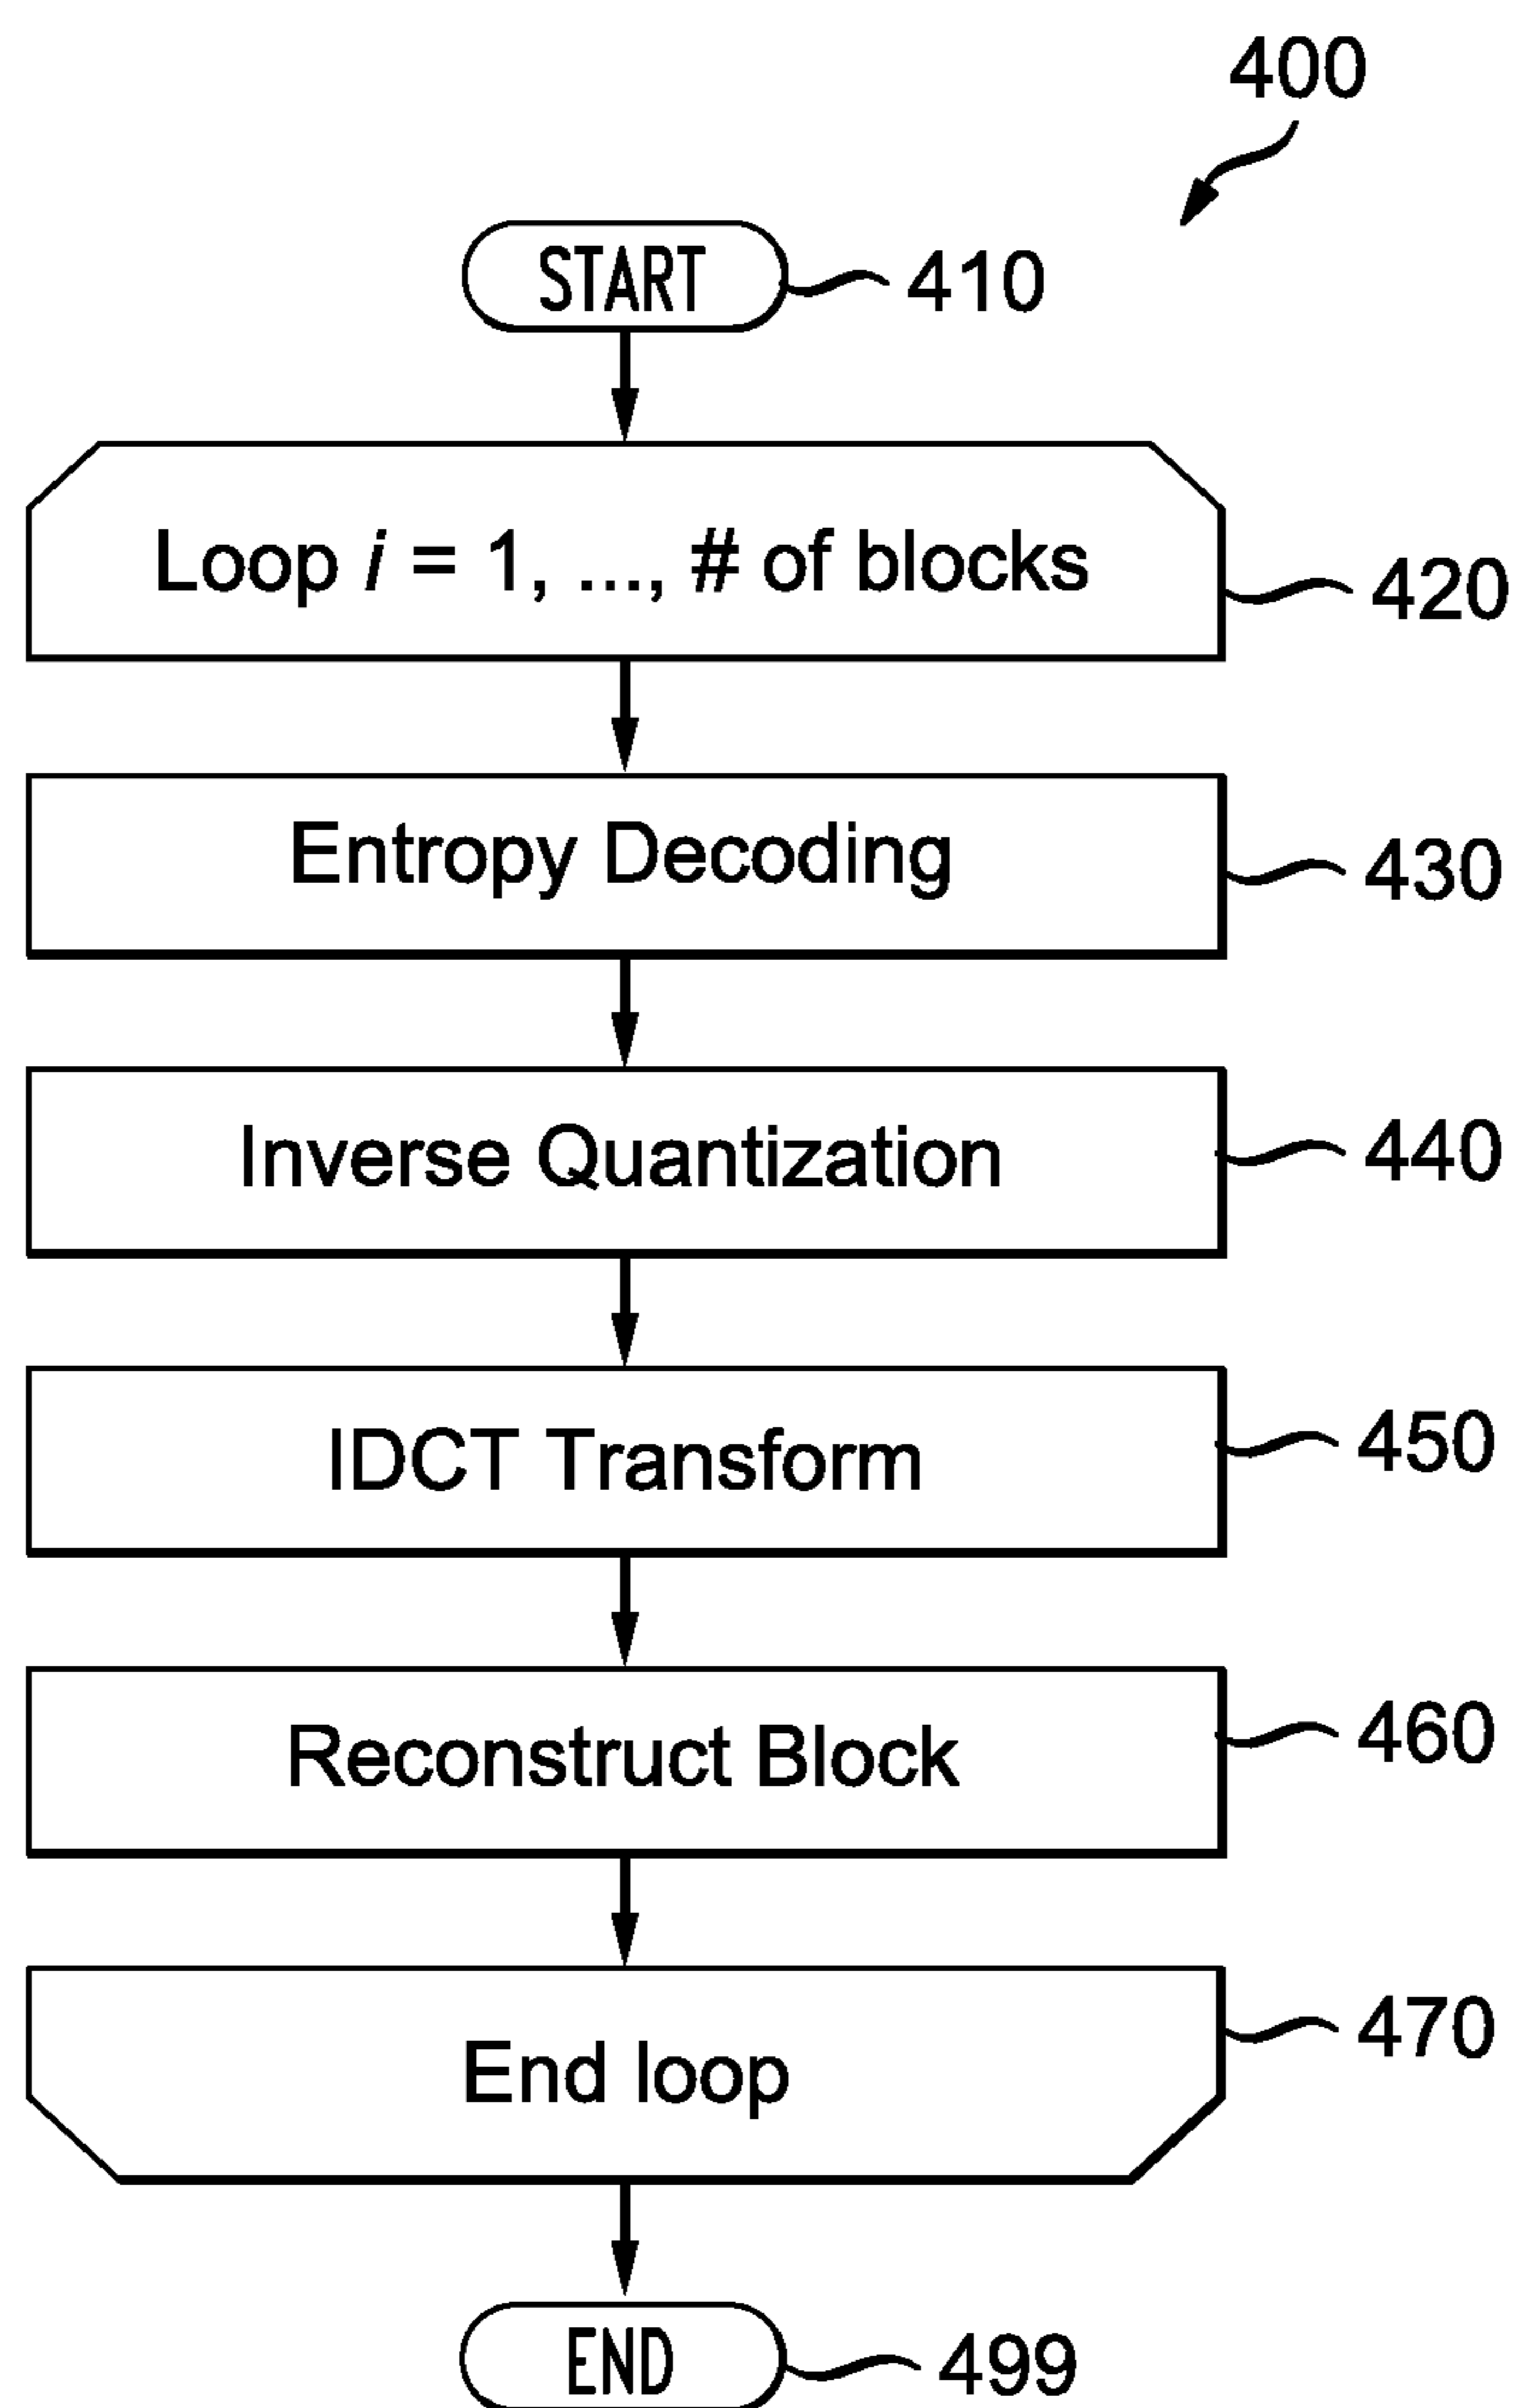 400
START
410
Loop i = 1, ..., # of blocks
420
Entropy Decoding
430
Inverse Quantization
440
IDCT Transform
450
Reconstruct Block
460
End loop
470
END
499